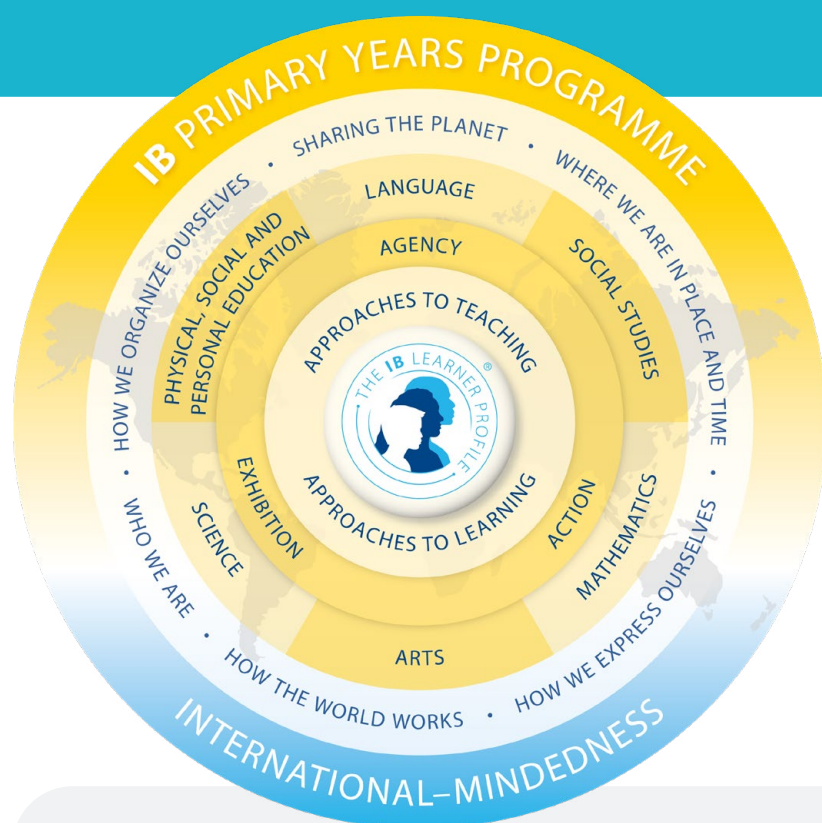 IB PRIMARY YEARS PROGRAMME
SHARING THE PLANET
WHERE WE ARE IN PLACE AND TIME
HOW WE EXPRESS OURSELVES
HOW THE WORLD WORKS
WHO WE ARE
HOW WE ORGANIZE OURSELVES
LANGUAGE
SOCIAL STUDIES
MATHEMATICS
ARTS
SCIENCE
PHYSICAL, SOCIAL AND
PERSONAL EDUCATION
AGENCY
ACTION
EXHIBITION
APPROACHES TO TEACHING
APPROACHES TO LEARNING
THE IB LEARNER PROFILE ®
INTERNATIONAL–MINDEDNESS